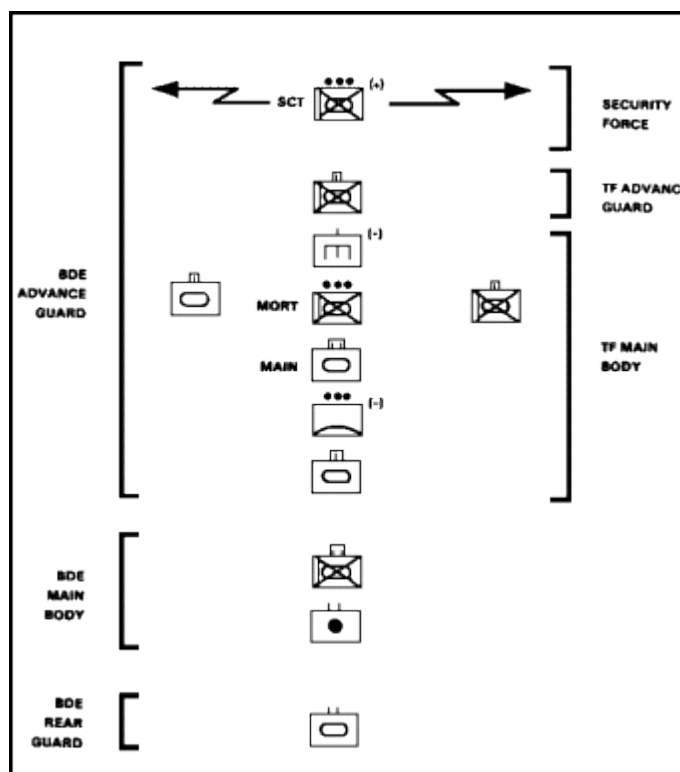 (+)
SCT
SECURITY
FORCE
TF ADVANC
GUARD
(-)
BDE
ADVANCE
GUARD
MORT
MAIN
TF MAIN
BODY
(-)
BDE
MAIN
BODY
BDE
REAR
GUARD